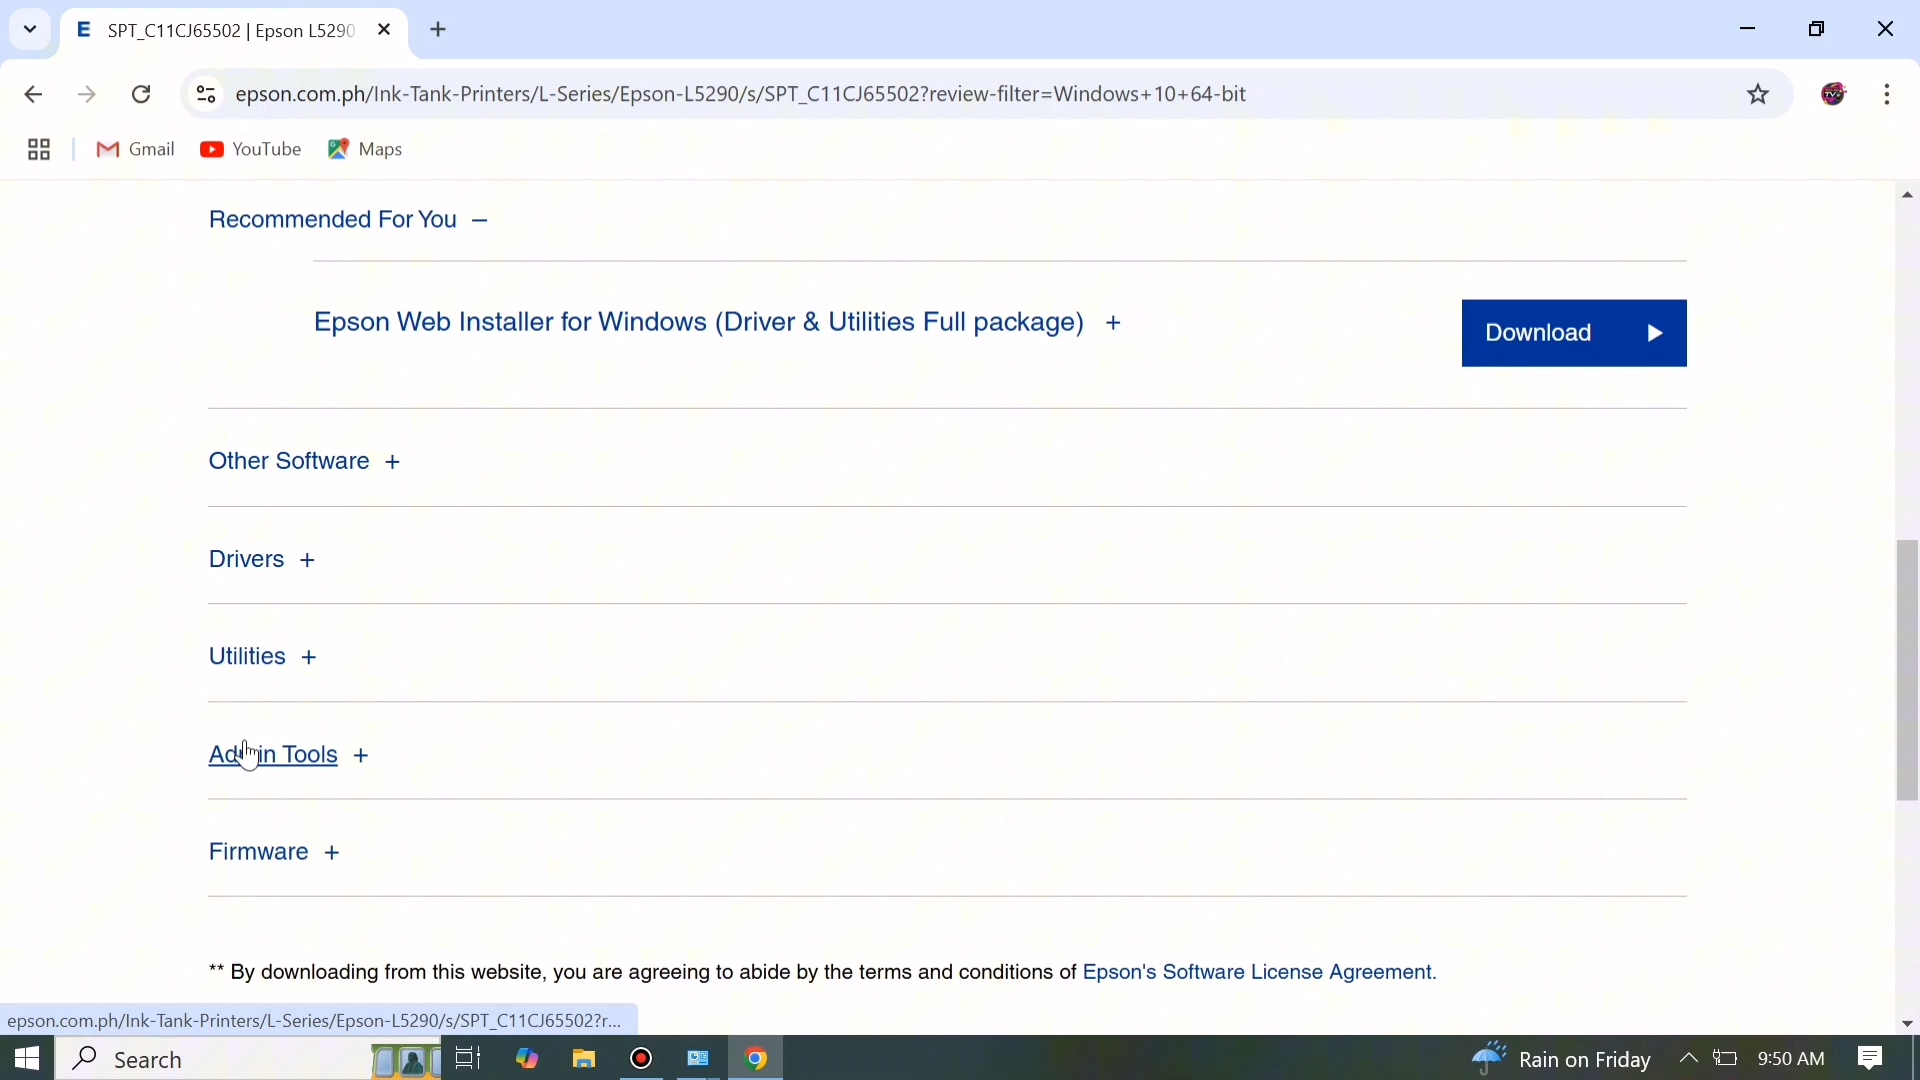 SPT_C11CJ65502 | Epson L5290
epson.com.ph/Ink-Tank-Printers/L-Series/Epson-L5290/s/SPT_C11CJ65502?review-filter=Windows+10+64-bit
Gmail
YouTube
Maps
Recommended For You –
Epson Web Installer for Windows (Driver & Utilities Full package) +
Download
Other Software +
Drivers +
Utilities +
Admin Tools +
Firmware +
** By downloading from this website, you are agreeing to abide by the terms and conditions of Epson's Software License Agreement.
epson.com.ph/Ink-Tank-Printers/L-Series/Epson-L5290/s/SPT_C11CJ65502?r...
Search
Rain on Friday
9:50 AM